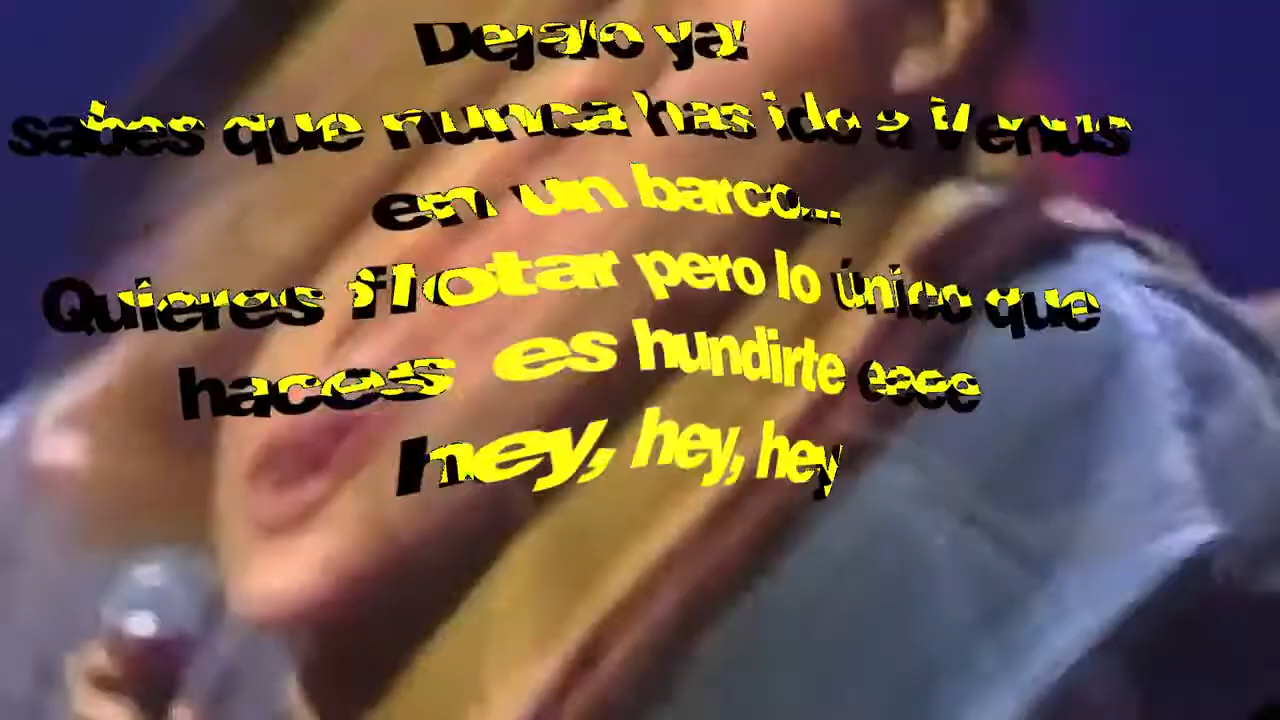 Dejalo ya!
sabes que nunca has ido a Venus
en un barco...
Quieres flotar pero lo único que
haces es hundirte eeee
hey, hey, hey